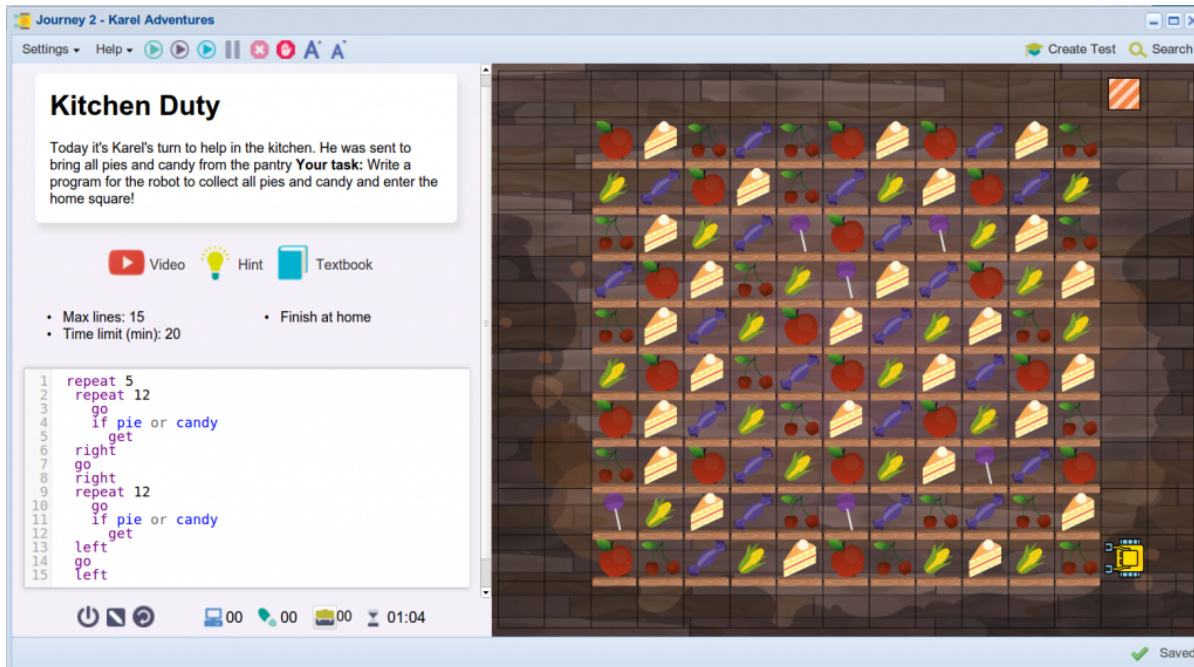 Journey 2 - Karel Adventures
Settings Help A A Create Test Search
Kitchen Duty
Today it's Karel's turn to help in the kitchen. He was sent to
bring all pies and candy from the pantry Your task: Write a
program for the robot to collect all pies and candy and enter the
home square!
Video Hint Textbook
• Max lines: 15 • Finish at home
• Time limit (min): 20
1 repeat 5
2 repeat 12
3 go
4 if pie or candy
5 get
6 right
7 go
8 right
9 repeat 12
10 go
11 if pie or candy
12 get
13 left
14 go
15 left
00 00 00 01:04
Saved